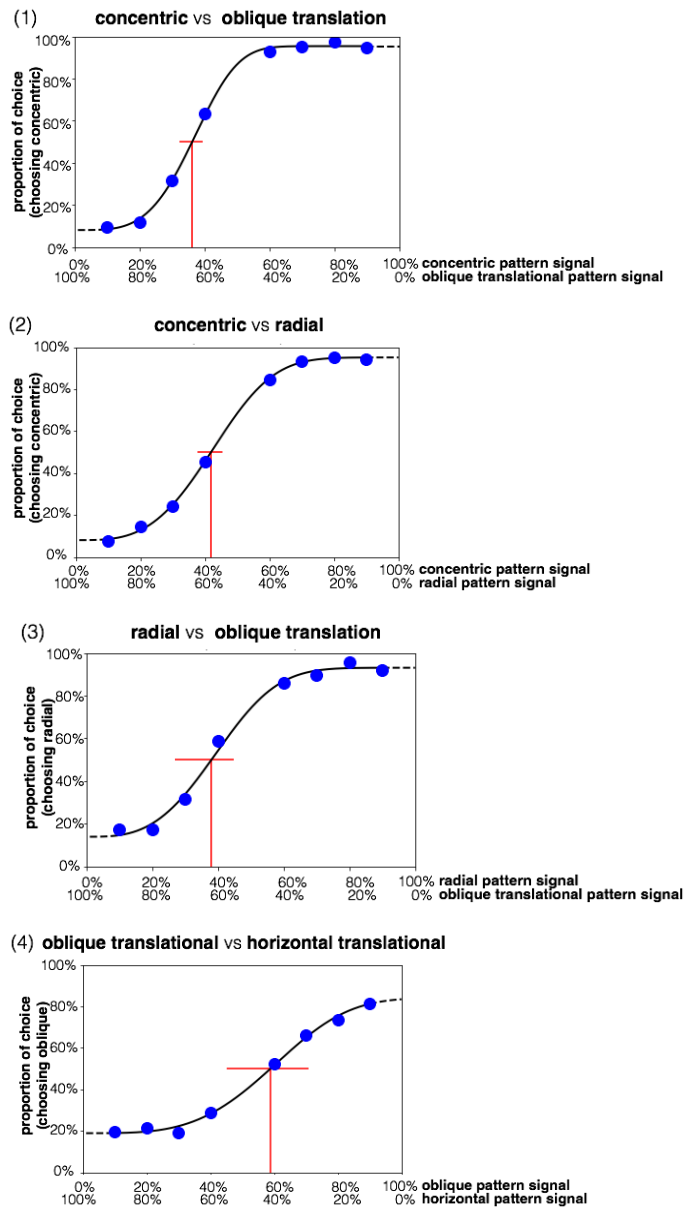 (1) concentric vs oblique translation
proportion of choice
(choosing concentric)
100%
80%
60%
40%
20%
0%
0% 20% 40% 60% 80% 100% concentric pattern signal
100% 80% 60% 40% 20% 0% oblique translational pattern signal
(2) concentric vs radial
proportion of choice
(choosing concentric)
100%
80%
60%
40%
20%
0%
0% 20% 40% 60% 80% 100% concentric pattern signal
100% 80% 60% 40% 20% 0% radial pattern signal
(3) radial vs oblique translation
proportion of choice
(choosing radial)
100%
80%
60%
40%
20%
0%
0% 20% 40% 60% 80% 100% radial pattern signal
100% 80% 60% 40% 20% 0% oblique translational pattern signal
(4) oblique translational vs horizontal translational
proportion of choice
(choosing oblique)
100%
80%
60%
40%
20%
0%
0% 20% 40% 60% 80% 100% oblique pattern signal
100% 80% 60% 40% 20% 0% horizontal pattern signal